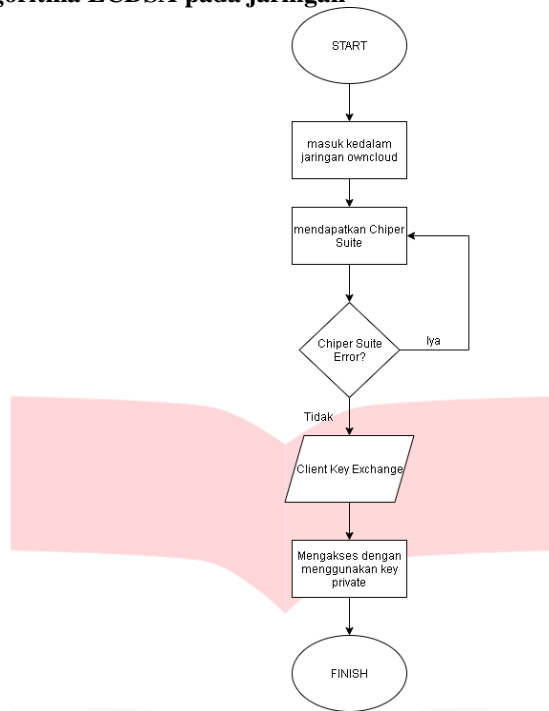 algoritma ECDSA pada jaringan
START
masuk kedalam
jaringan owncloud
mendapatkan Chiper
Suite
Chiper Suite
Error?
Iya
Tidak
Client Key Exchange
Mengakses dengan
menggunakan key
private
FINISH